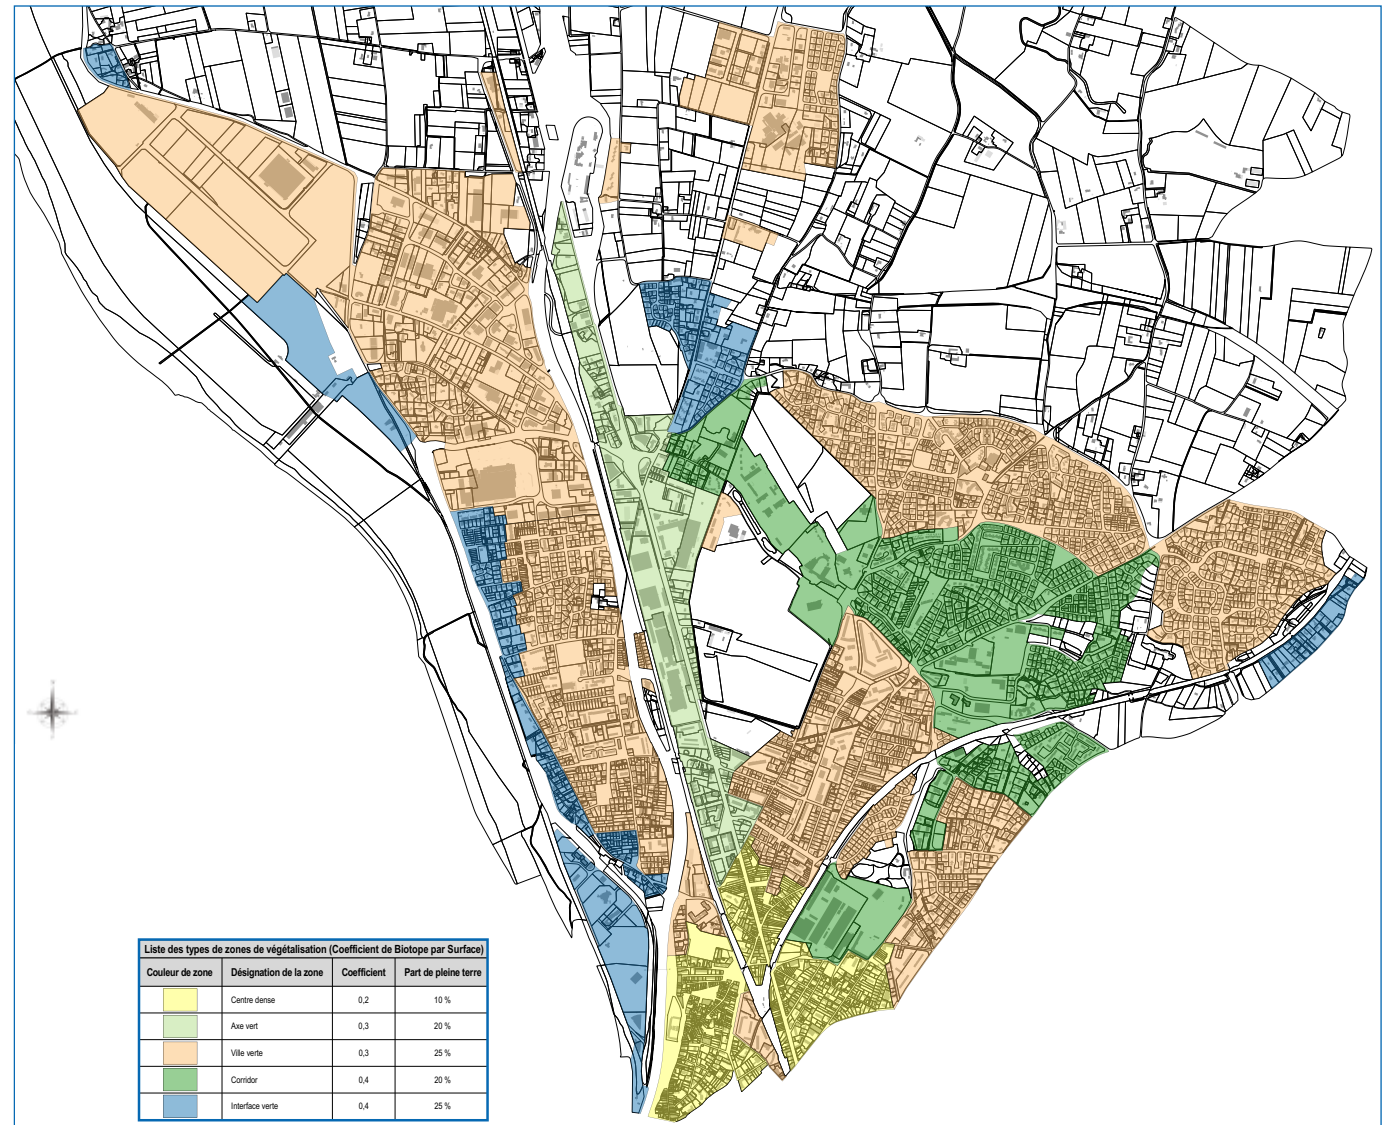 Liste des types de zones de végétalisation (Coefficient de Biotope par Surface)
Couleur de zone Désignation de la zone Coefficient Part de pleine terre
Centre dense 0,2 10 %
Axe vert 0,3 20 %
Ville verte 0,3 25 %
Corridor 0,4 20 %
Interface verte 0,4 25 %